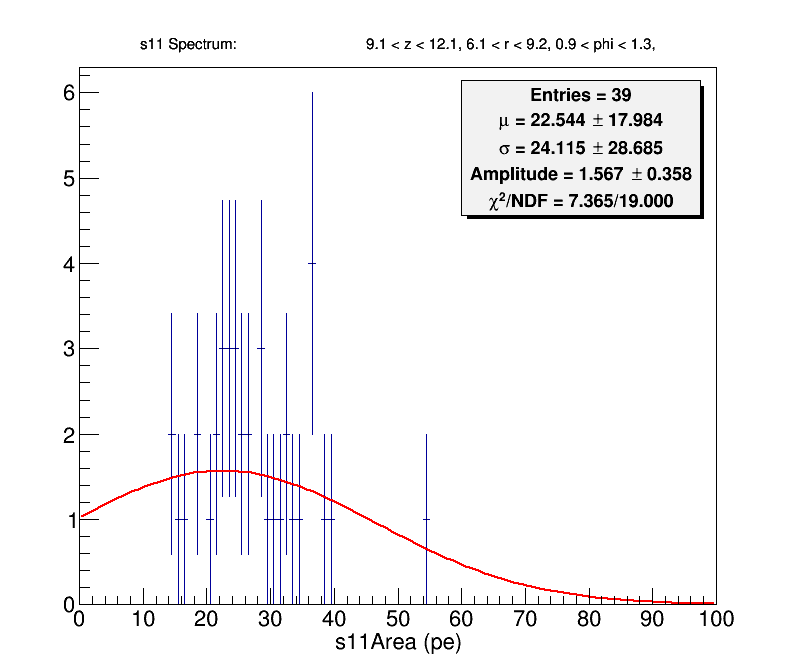 s11 Spectrum: 9.1 < z < 12.1, 6.1 < r < 9.2, 0.9 < phi < 1.3,
Entries = 39
μ = 22.544 ± 17.984
σ = 24.115 ± 28.685
Amplitude = 1.567 ± 0.358
χ²/NDF = 7.365/19.000
6
5
4
3
2
1
0
0 10 20 30 40 50 60 70 80 90 100
s11Area (pe)